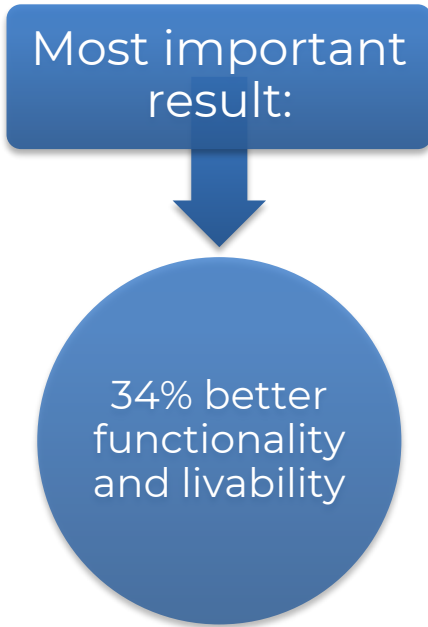 Most important
result:
34% better
functionality
and livability